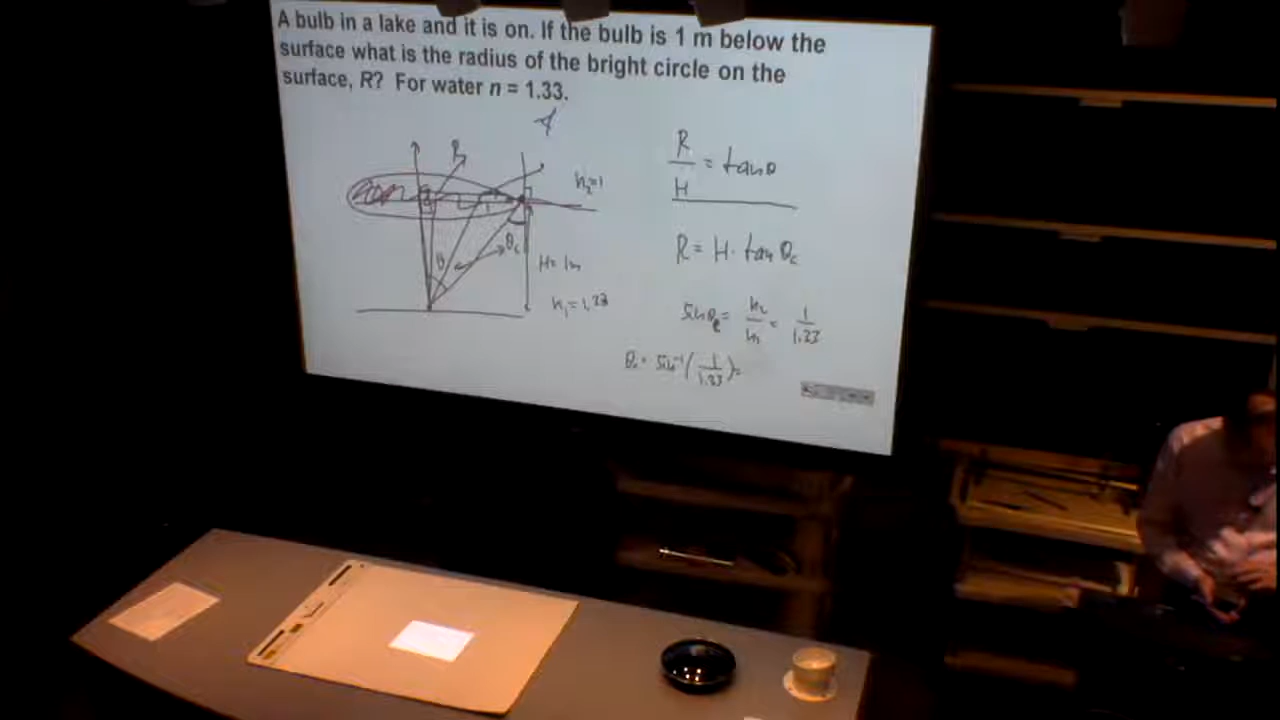 A bulb in a lake and it is on. If the bulb is 1 m below the
surface what is the radius of the bright circle on the
surface, R? For water n = 1.33.
R
n₂=1
θ
θc
H= 1m
n₁=1,33
R/H = tanθ
R = H · tan θc
sinθc = n₂/n₁ = 1/1.33
θc = sin⁻¹(1/1.33)=